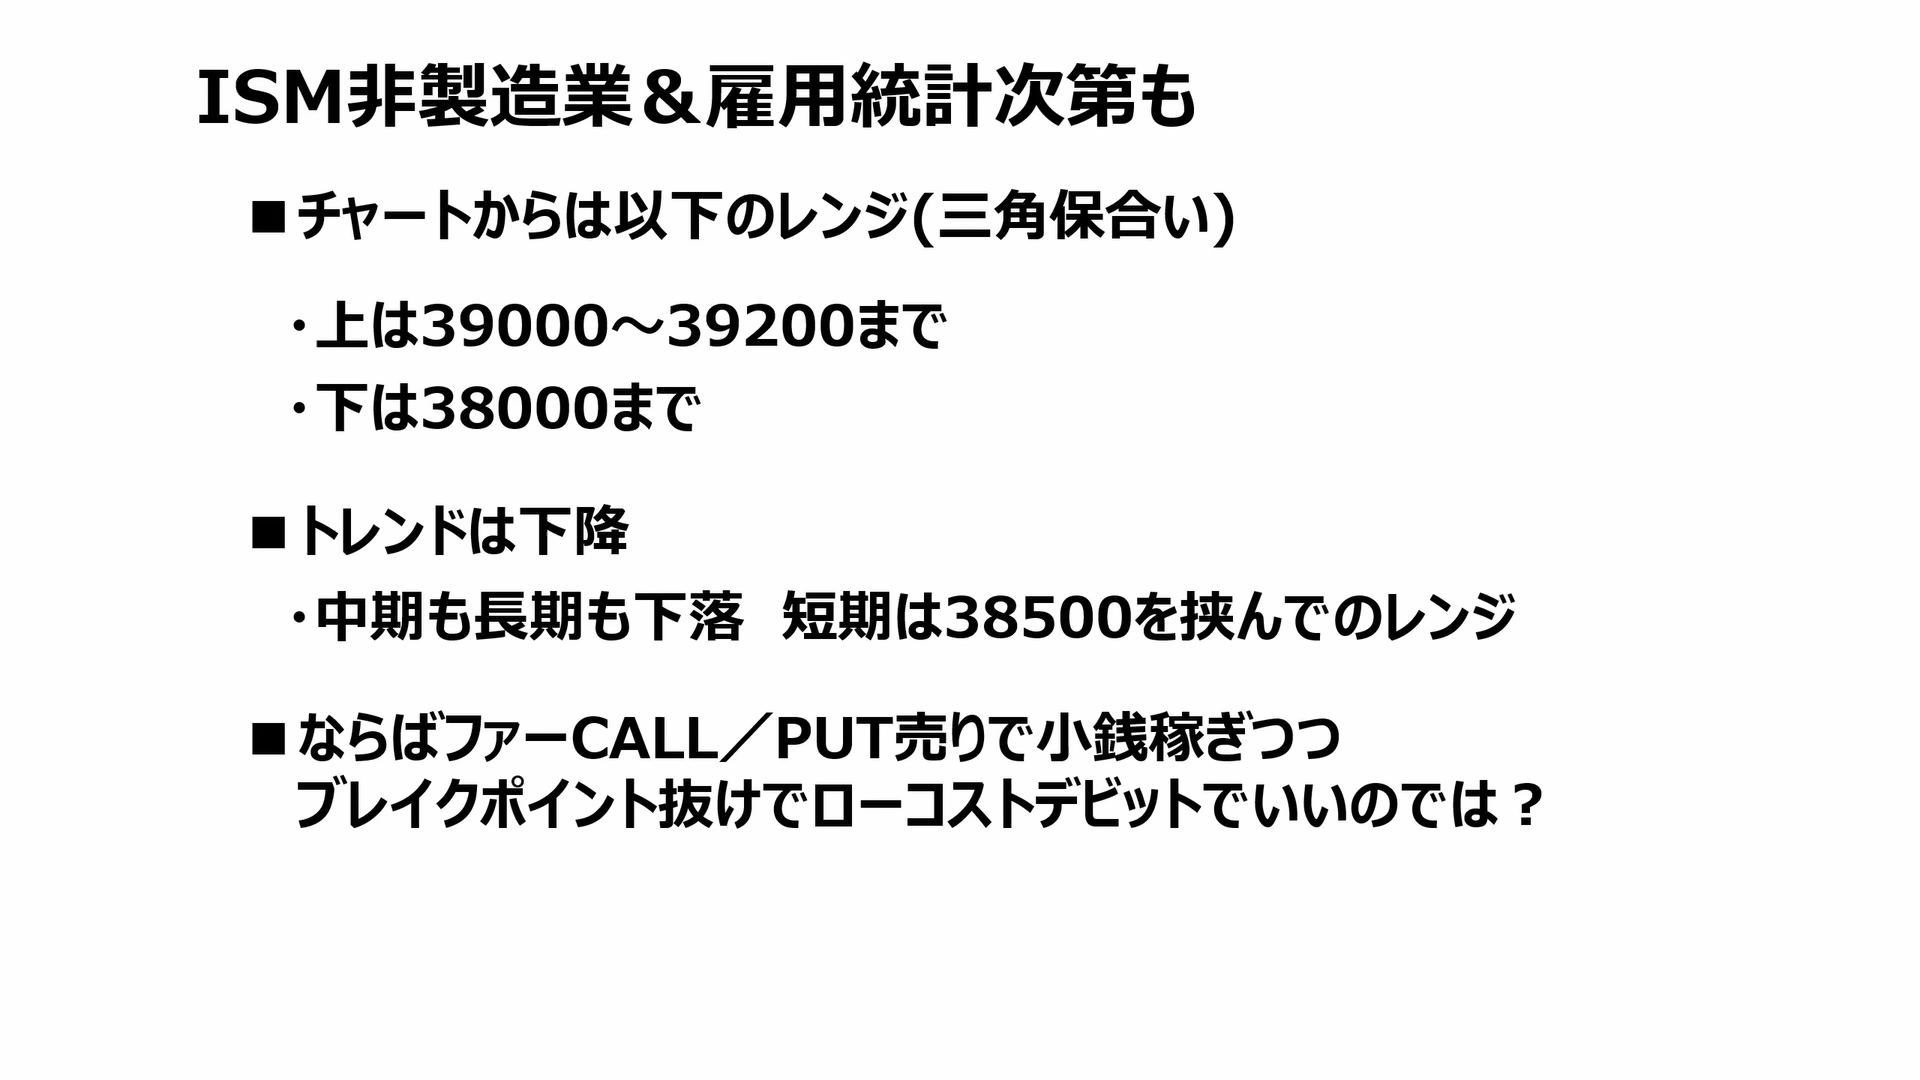 ISM非製造業＆雇用統計次第も
■チャートからは以下のレンジ(三角保合い)
・上は39000～39200まで
・下は38000まで
■トレンドは下降
・中期も長期も下落　短期は38500を挟んでのレンジ
■ならばファーCALL／PUT売りで小銭稼ぎつつ
ブレイクポイント抜けでローコストデビットでいいのでは？